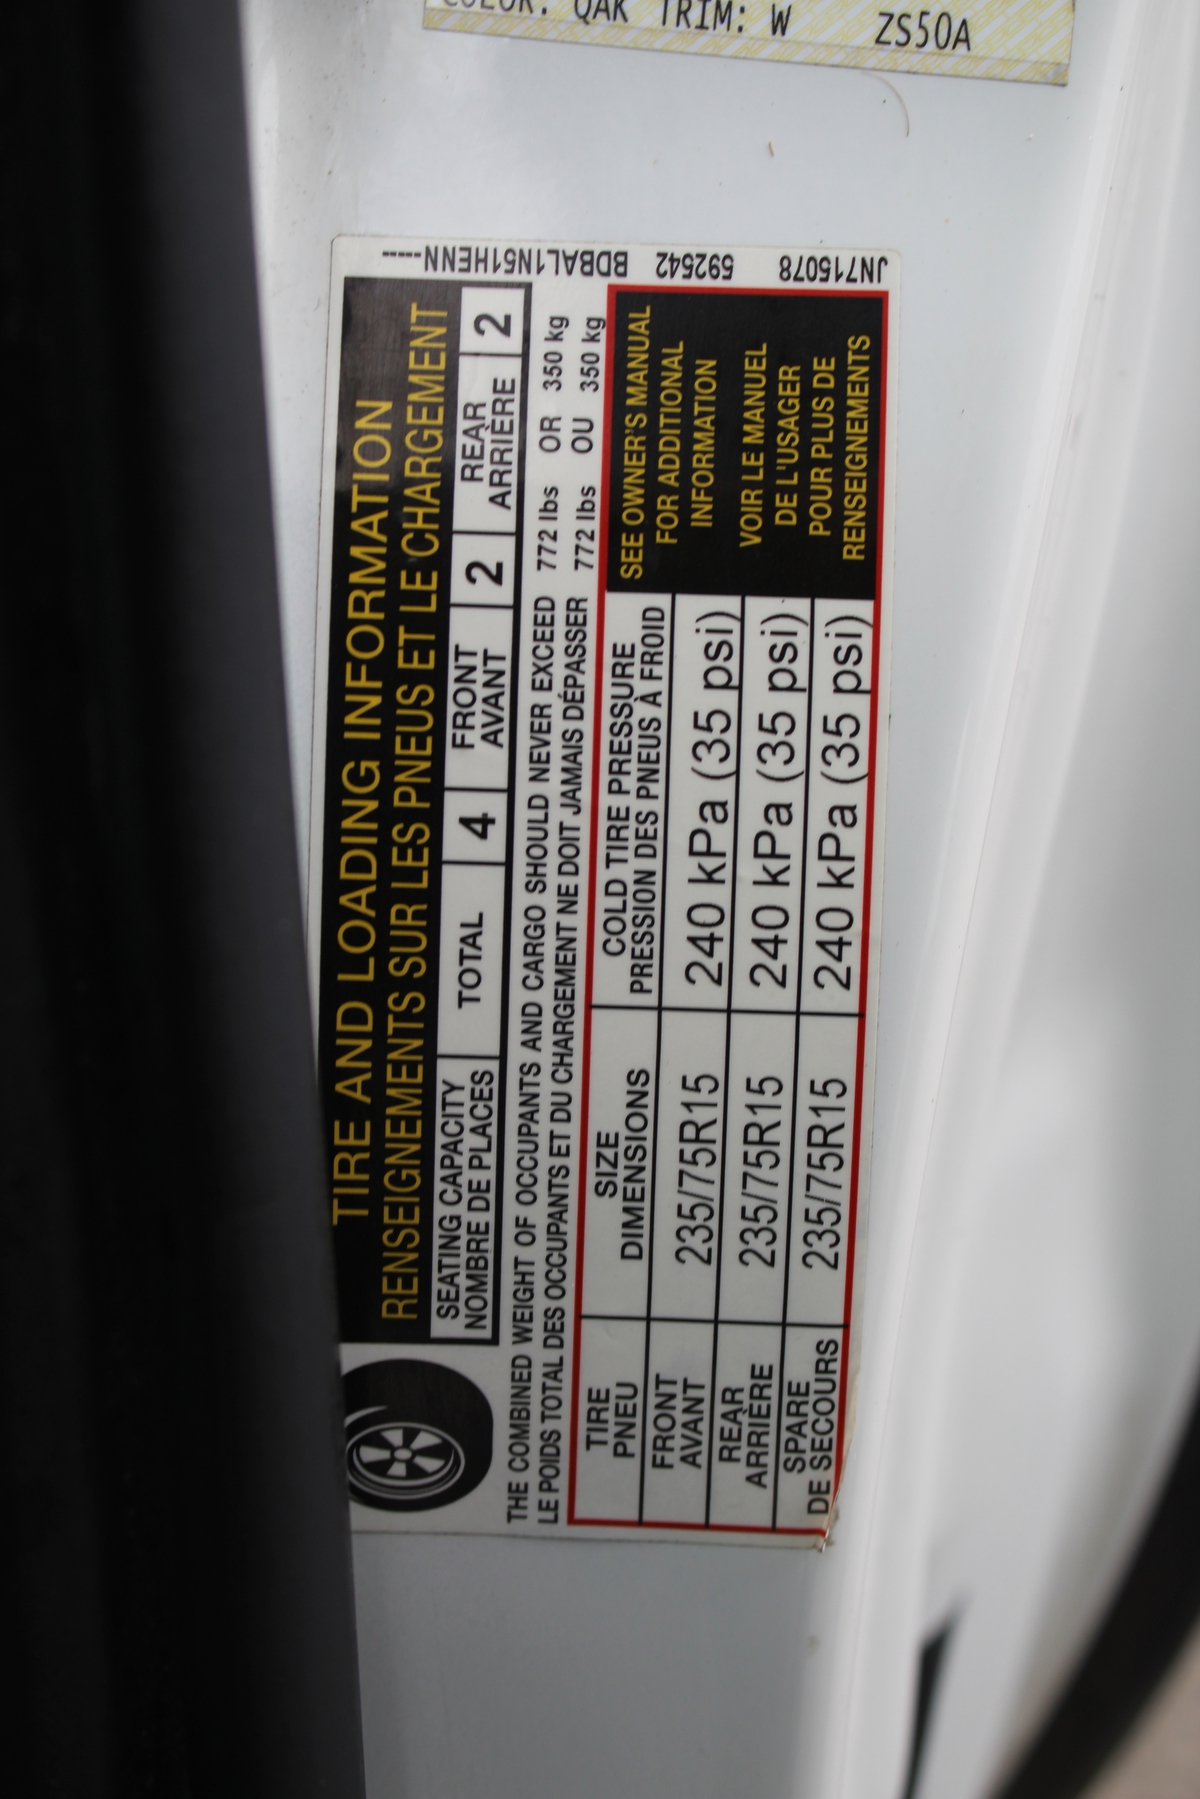 COLOR: QAK TRIM: W ZS50A
TIRE AND LOADING INFORMATION
RENSEIGNEMENTS SUR LES PNEUS ET LE CHARGEMENT
SEATING CAPACITY
NOMBRE DE PLACES
TOTAL
4
FRONT
AVANT
2
REAR
ARRIÈRE
2
THE COMBINED WEIGHT OF OCCUPANTS AND CARGO SHOULD NEVER EXCEED 772 lbs OR 350 kg
LE POIDS TOTAL DES OCCUPANTS ET DU CHARGEMENT NE DOIT JAMAIS DÉPASSER 772 lbs OU 350 kg
TIRE
PNEU
SIZE
DIMENSIONS
COLD TIRE PRESSURE
PRESSION DES PNEUS À FROID
FRONT
AVANT
235/75R15
240 kPa (35 psi)
REAR
ARRIÈRE
235/75R15
240 kPa (35 psi)
SPARE
DE SECOURS
235/75R15
240 kPa (35 psi)
SEE OWNER'S MANUAL
FOR ADDITIONAL
INFORMATION
VOIR LE MANUEL
DE L'USAGER
POUR PLUS DE
RENSEIGNEMENTS
JN715078 592542 BDBAL1N51HENN----